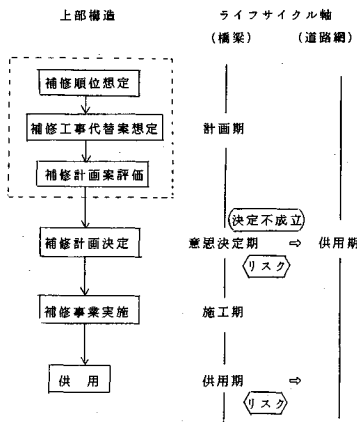 上部構造 ライフサイクル軸
(橋梁) (道路網)
補修順位想定
補修工事代替案想定 計画期
補修計画案評価
決定不成立
補修計画決定 意思決定期 ⇨ 供用期
リスク
補修事業実施 施工期
供用 供用期 ⇨
リスク